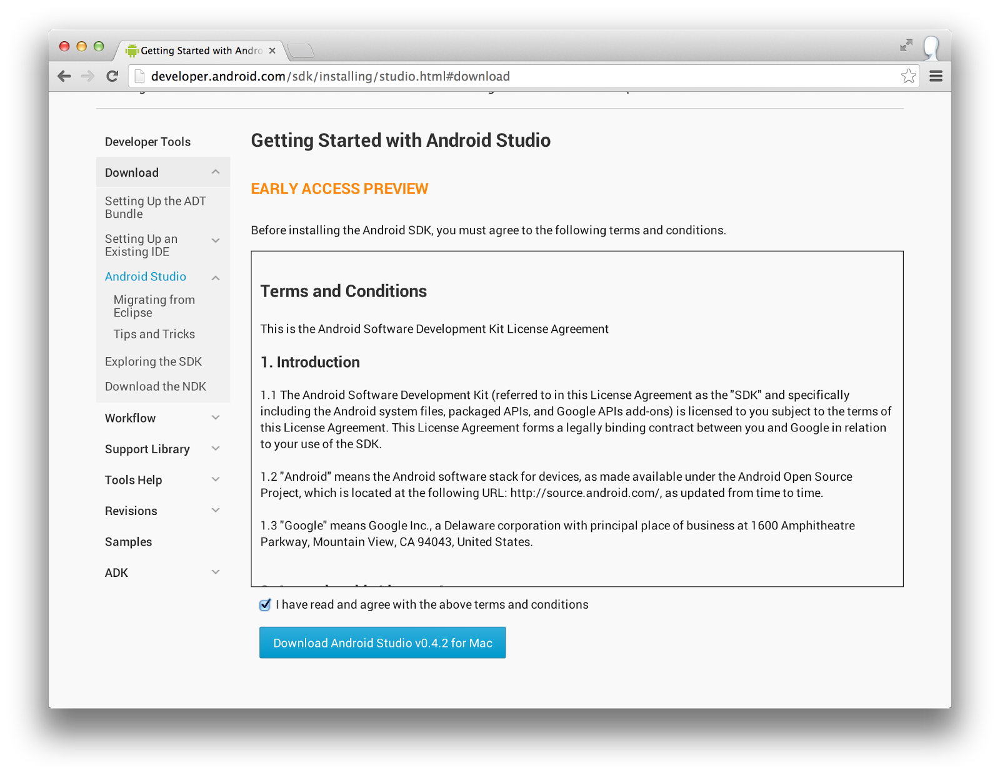 Getting Started with Andro
developer.android.com/sdk/installing/studio.html#download
Developer Tools
Download
Setting Up the ADT
Bundle
Setting Up an
Existing IDE
Android Studio
Migrating from
Eclipse
Tips and Tricks
Exploring the SDK
Download the NDK
Workflow
Support Library
Tools Help
Revisions
Samples
ADK
Getting Started with Android Studio
EARLY ACCESS PREVIEW
Before installing the Android SDK, you must agree to the following terms and conditions.
Terms and Conditions
This is the Android Software Development Kit License Agreement
1. Introduction
1.1 The Android Software Development Kit (referred to in this License Agreement as the "SDK" and specifically
including the Android system files, packaged APIs, and Google APIs add-ons) is licensed to you subject to the terms of
this License Agreement. This License Agreement forms a legally binding contract between you and Google in relation
to your use of the SDK.
1.2 "Android" means the Android software stack for devices, as made available under the Android Open Source
Project, which is located at the following URL: http://source.android.com/, as updated from time to time.
1.3 "Google" means Google Inc., a Delaware corporation with principal place of business at 1600 Amphitheatre
Parkway, Mountain View, CA 94043, United States.
I have read and agree with the above terms and conditions
Download Android Studio v0.4.2 for Mac